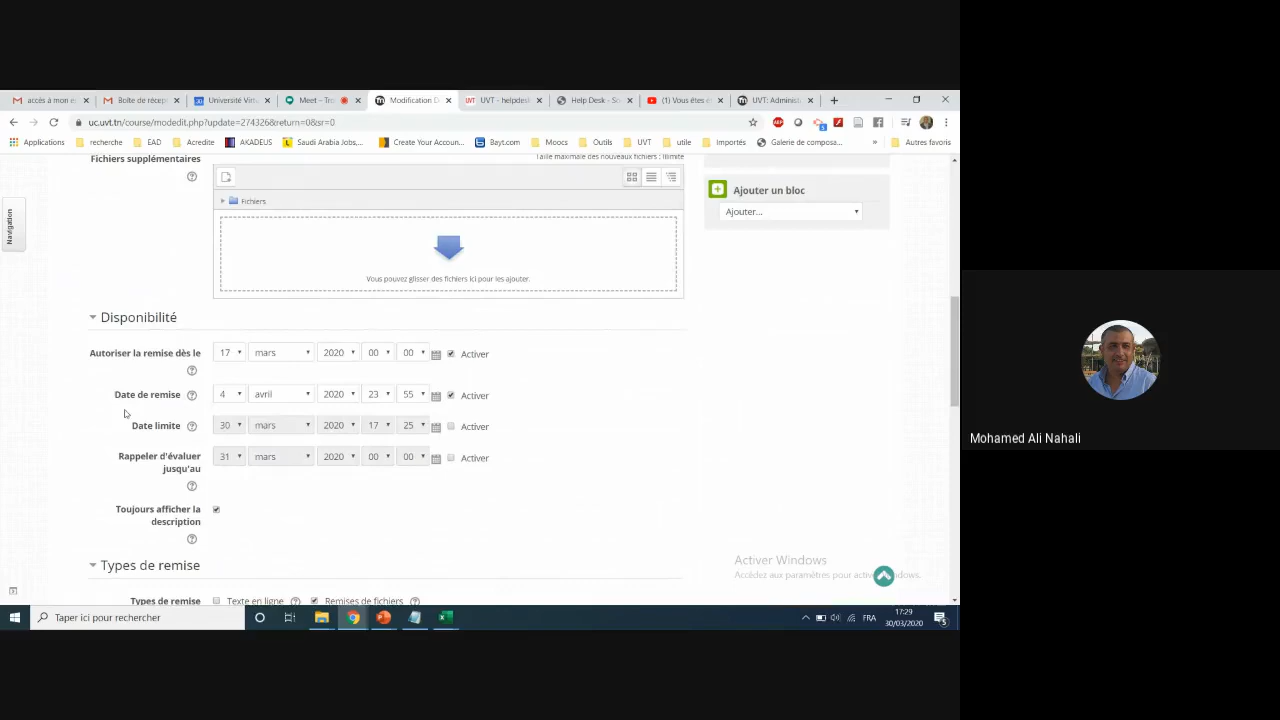 accès à mon es
Boîte de récep
Université Virt
Meet – Tro
Modification D
UVT - helpdesk
Help Desk - So
(1) Vous êtes e
UVT: Administ
uc.uvt.tn/course/modedit.php?update=274326&return=0&sr=0
Applications
recherche
EAD
Acredite
AKADEUS
Saudi Arabia Jobs,...
Create Your Accoun...
Bayt.com
Moocs
Outils
UVT
utile
Importés
Galerie de composa...
»
Autres favoris
Navigation
Fichiers supplémentaires
Taille maximale des nouveaux fichiers : Illimité
Fichiers
Vous pouvez glisser des fichiers ici pour les ajouter.
Ajouter un bloc
Ajouter...
Disponibilité
Autoriser la remise dès le 17 mars 2020 00 00 Activer
Date de remise 4 avril 2020 23 55 Activer
Date limite 30 mars 2020 17 25 Activer
Rappeler d'évaluer jusqu'au 31 mars 2020 00 00 Activer
Toujours afficher la
description
Types de remise
Types de remise Texte en ligne Remises de fichiers
Activer Windows
Accédez aux paramètres pour activer Windows.
Taper ici pour rechercher
FRA
17:29
30/03/2020
5
Mohamed Ali Nahali